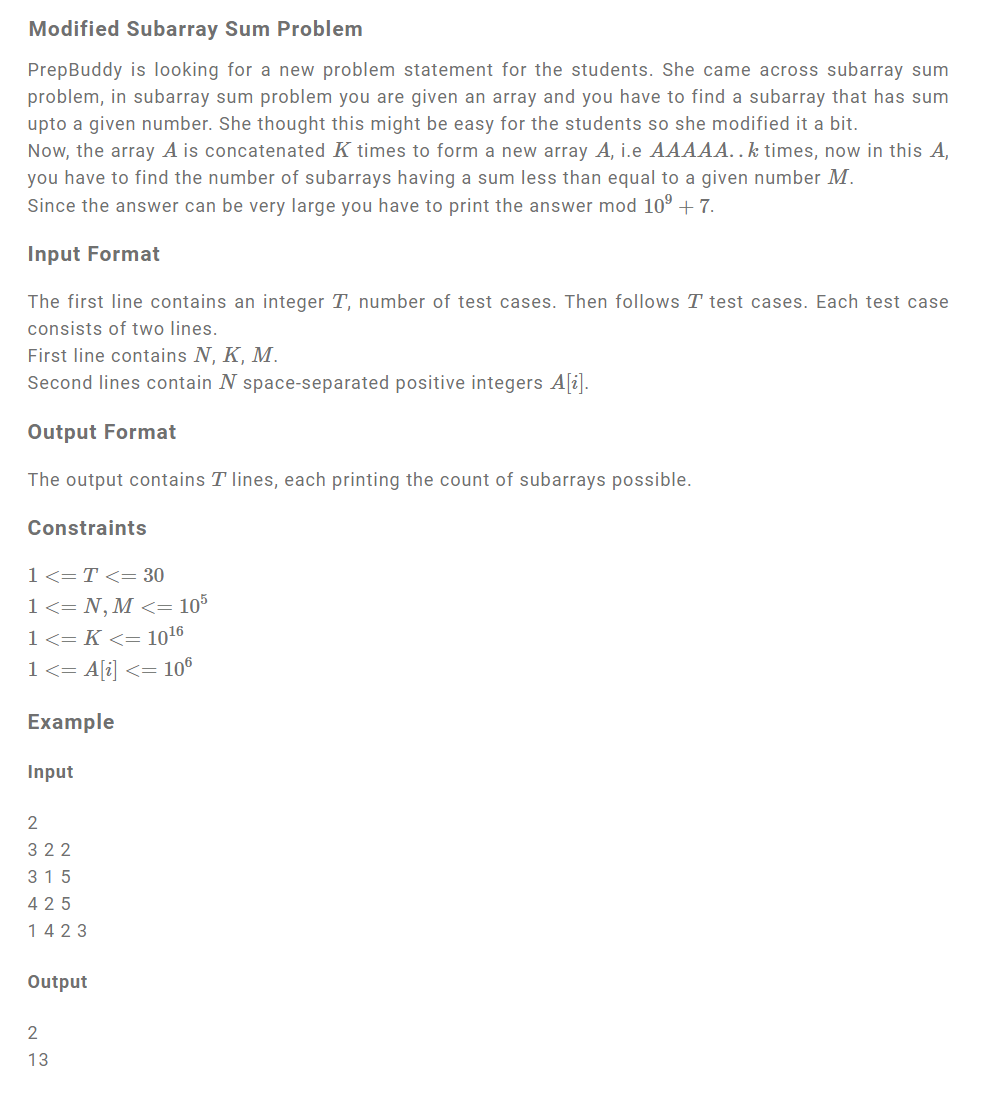 Modified Subarray Sum Problem
PrepBuddy is looking for a new problem statement for the students. She came across subarray sum
problem, in subarray sum problem you are given an array and you have to find a subarray that has sum
upto a given number. She thought this might be easy for the students so she modified it a bit.
Now, the array A is concatenated K times to form a new array A, i.e AAAAA..k times, now in this A,
you have to find the number of subarrays having a sum less than equal to a given number M.
Since the answer can be very large you have to print the answer mod 10⁹ + 7.
Input Format
The first line contains an integer T, number of test cases. Then follows T test cases. Each test case
consists of two lines.
First line contains N, K, M.
Second lines contain N space-separated positive integers A[i].
Output Format
The output contains T lines, each printing the count of subarrays possible.
Constraints
1 <= T <= 30
1 <= N, M <= 10⁵
1 <= K <= 10¹⁶
1 <= A[i] <= 10⁶
Example
Input
2
3 2 2
3 1 5
4 2 5
1 4 2 3
Output
2
13